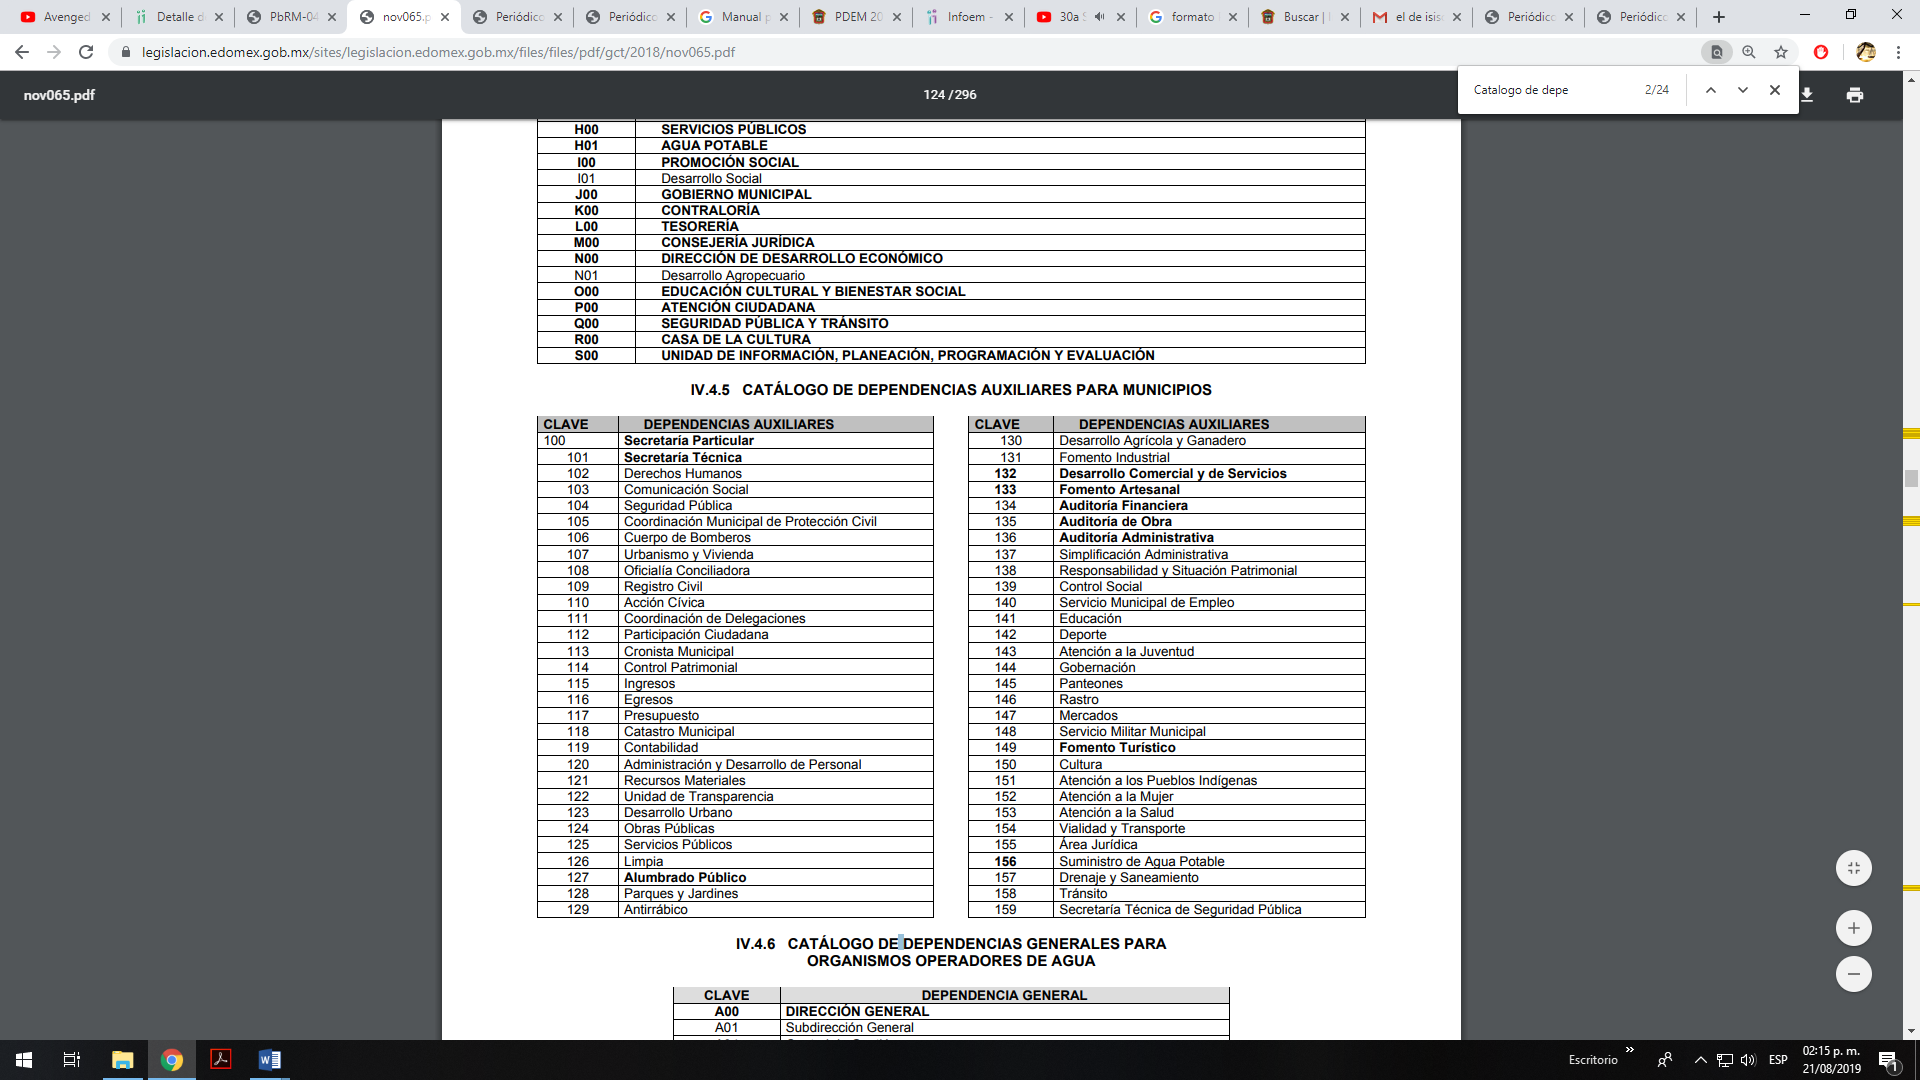 Avenged
Detalle d
PbRM-04
nov065.p
Periódico
Periódico
Manual p
PDEM 20
Infoem -
30a S
formato
Buscar |
el de isis
Periódico
Periódico
legislacion.edomex.gob.mx/sites/legislacion.edomex.gob.mx/files/files/pdf/gct/2018/nov065.pdf
nov065.pdf
124 / 296
Catalogo de depe 2/24
H00 SERVICIOS PÚBLICOS
H01 AGUA POTABLE
I00 PROMOCIÓN SOCIAL
I01 Desarrollo Social
J00 GOBIERNO MUNICIPAL
K00 CONTRALORÍA
L00 TESORERÍA
M00 CONSEJERÍA JURÍDICA
N00 DIRECCIÓN DE DESARROLLO ECONÓMICO
N01 Desarrollo Agropecuario
O00 EDUCACIÓN CULTURAL Y BIENESTAR SOCIAL
P00 ATENCIÓN CIUDADANA
Q00 SEGURIDAD PÚBLICA Y TRÁNSITO
R00 CASA DE LA CULTURA
S00 UNIDAD DE INFORMACIÓN, PLANEACIÓN, PROGRAMACIÓN Y EVALUACIÓN
IV.4.5 CATÁLOGO DE DEPENDENCIAS AUXILIARES PARA MUNICIPIOS
CLAVE DEPENDENCIAS AUXILIARES
100 Secretaría Particular
101 Secretaría Técnica
102 Derechos Humanos
103 Comunicación Social
104 Seguridad Pública
105 Coordinación Municipal de Protección Civil
106 Cuerpo de Bomberos
107 Urbanismo y Vivienda
108 Oficialía Conciliadora
109 Registro Civil
110 Acción Cívica
111 Coordinación de Delegaciones
112 Participación Ciudadana
113 Cronista Municipal
114 Control Patrimonial
115 Ingresos
116 Egresos
117 Presupuesto
118 Catastro Municipal
119 Contabilidad
120 Administración y Desarrollo de Personal
121 Recursos Materiales
122 Unidad de Transparencia
123 Desarrollo Urbano
124 Obras Públicas
125 Servicios Públicos
126 Limpia
127 Alumbrado Público
128 Parques y Jardines
129 Antirrábico
CLAVE DEPENDENCIAS AUXILIARES
130 Desarrollo Agrícola y Ganadero
131 Fomento Industrial
132 Desarrollo Comercial y de Servicios
133 Fomento Artesanal
134 Auditoría Financiera
135 Auditoría de Obra
136 Auditoría Administrativa
137 Simplificación Administrativa
138 Responsabilidad y Situación Patrimonial
139 Control Social
140 Servicio Municipal de Empleo
141 Educación
142 Deporte
143 Atención a la Juventud
144 Gobernación
145 Panteones
146 Rastro
147 Mercados
148 Servicio Militar Municipal
149 Fomento Turístico
150 Cultura
151 Atención a los Pueblos Indígenas
152 Atención a la Mujer
153 Atención a la Salud
154 Vialidad y Transporte
155 Área Jurídica
156 Suministro de Agua Potable
157 Drenaje y Saneamiento
158 Tránsito
159 Secretaría Técnica de Seguridad Pública
IV.4.6 CATÁLOGO DE DEPENDENCIAS GENERALES PARA
ORGANISMOS OPERADORES DE AGUA
CLAVE DEPENDENCIA GENERAL
A00 DIRECCIÓN GENERAL
A01 Subdirección General
Escritorio
ESP
02:15 p. m.
21/08/2019
1